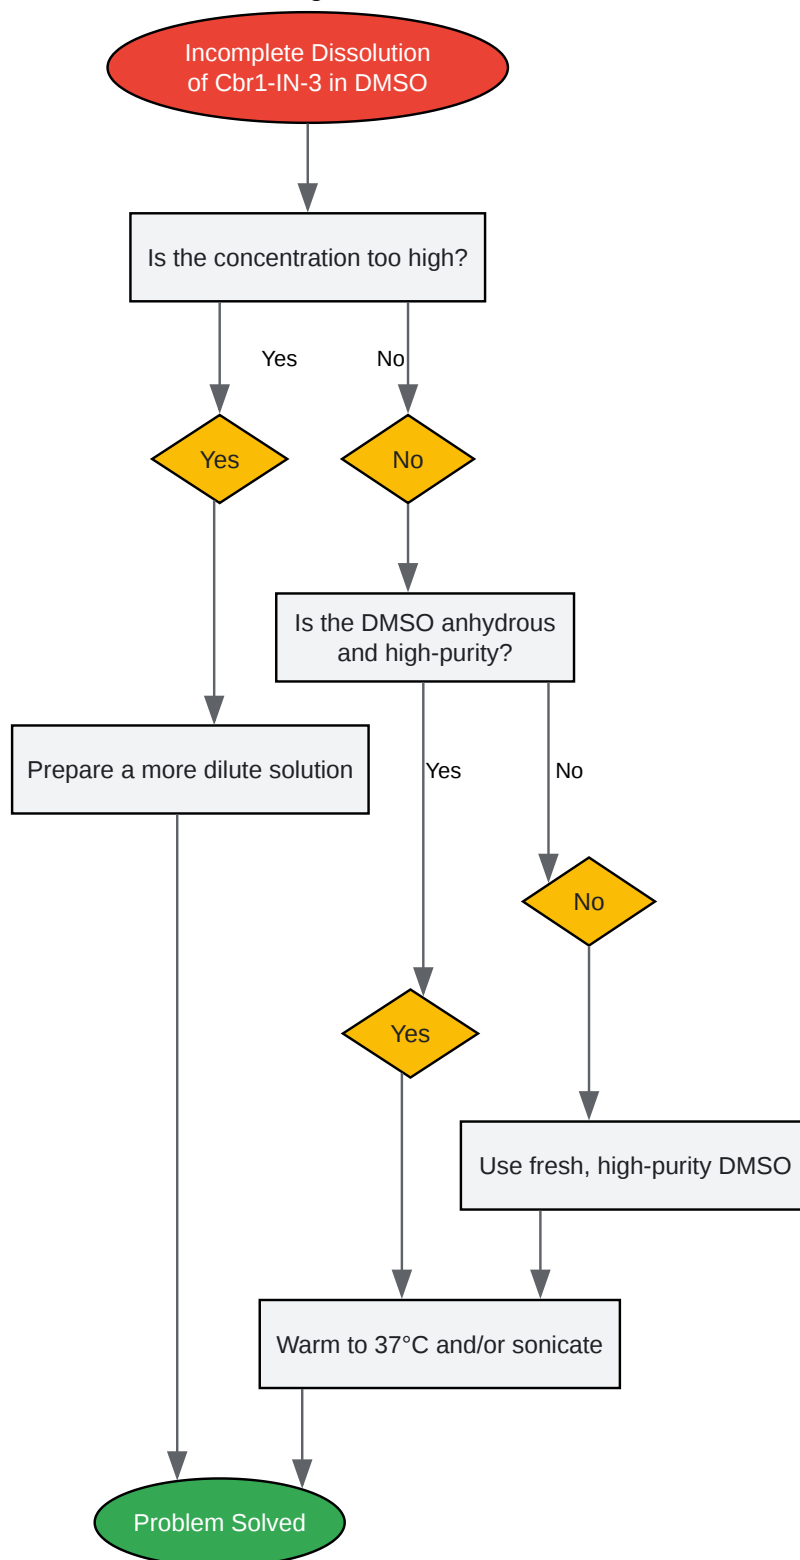 Incomplete Dissolution
of Cbr1-IN-3 in DMSO
Is the concentration too high?
Yes
No
Yes
No
Is the DMSO anhydrous
and high-purity?
Prepare a more dilute solution
Yes
No
No
Yes
Use fresh, high-purity DMSO
Warm to 37°C and/or sonicate
Problem Solved